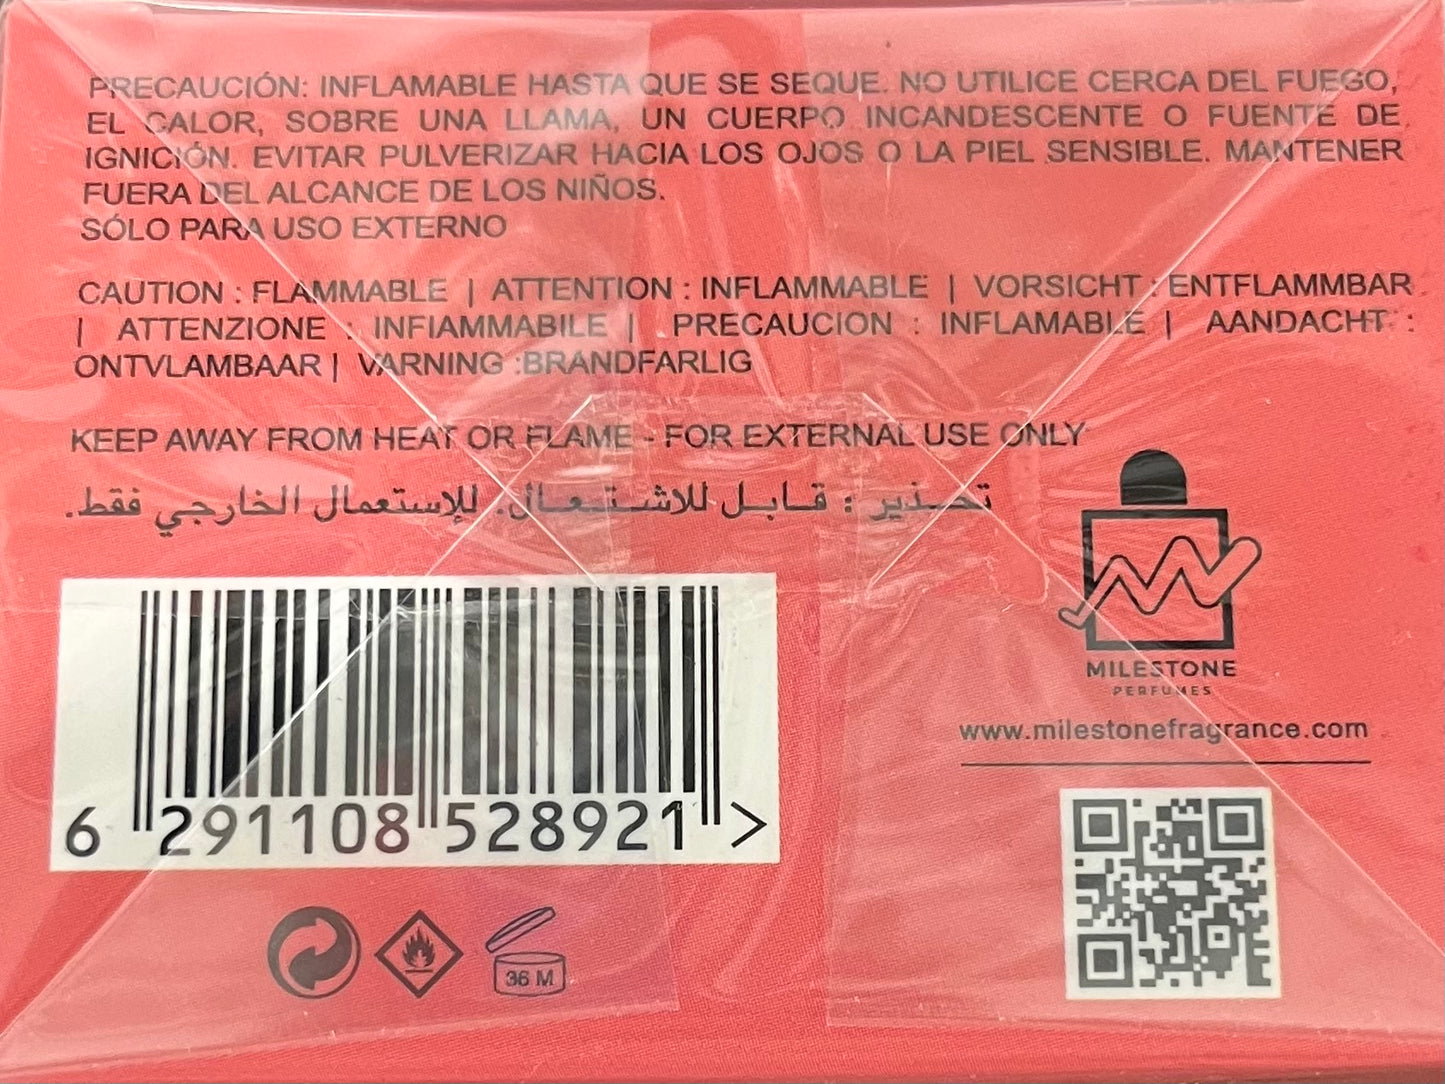 PRECAUCIÓN: INFLAMABLE HASTA QUE SE SEQUE. NO UTILICE CERCA DEL FUEGO,
EL CALOR, SOBRE UNA LLAMA, UN CUERPO INCANDESCENTE O FUENTE DE
IGNICIÓN. EVITAR PULVERIZAR HACIA LOS OJOS O LA PIEL SENSIBLE. MANTENER
FUERA DEL ALCANCE DE LOS NIÑOS.
SÓLO PARA USO EXTERNO
CAUTION : FLAMMABLE | ATTENTION : INFLAMMABLE | VORSICHT : ENTFLAMMBAR
| ATTENZIONE : INFIAMMABILE | PRECAUCION : INFLAMABLE | AANDACHT :
ONTVLAMBAAR | VARNING :BRANDFARLIG
KEEP AWAY FROM HEAT OR FLAME - FOR EXTERNAL USE ONLY
تحذير : قابل للاشتعال. للإستعمال الخارجي فقط.
MILESTONE
PERFUMES
www.milestonefragrance.com
6 291108 528921 >
36 M